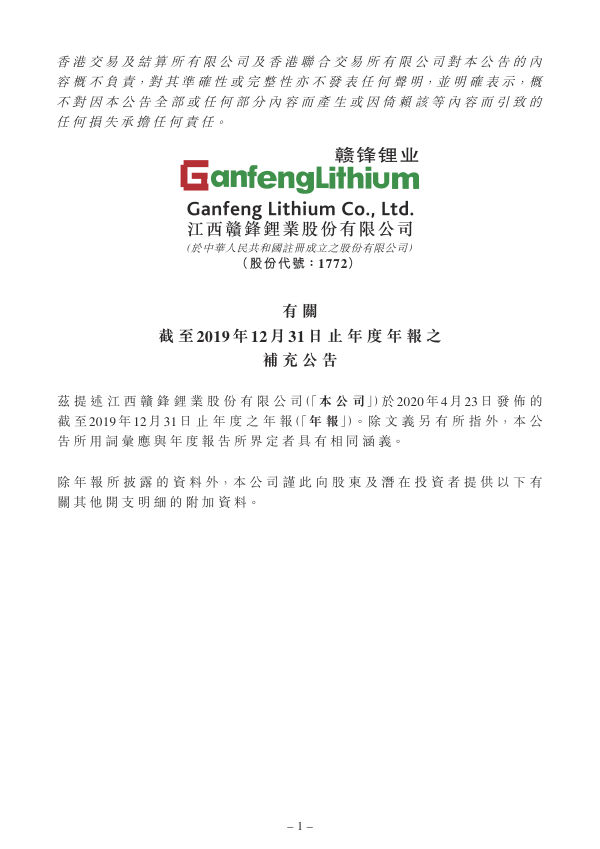 香港交易及結算所有限公司及香港聯合交易所有限公司對本公告的內
容概不負責，對其準確性或完整性亦不發表任何聲明，並明確表示，概
不對因本公告全部或任何部分內容而產生或因倚賴該等內容而引致的
任何損失承擔任何責任。
赣锋锂业
GanfengLithium
Ganfeng Lithium Co., Ltd.
江西贛鋒鋰業股份有限公司
(於中華人民共和國註冊成立之股份有限公司)
（股份代號：1772）
有關
截至2019年12月31日止年度年報之
補充公告
茲提述江西贛鋒鋰業股份有限公司(「本公司」)於2020年4月23日發佈的
截至2019年12月31日止年度之年報(「年報」)。除文義另有所指外，本公
告所用詞彙應與年度報告所界定者具有相同涵義。
除年報所披露的資料外，本公司謹此向股東及潛在投資者提供以下有
關其他開支明細的附加資料。
– 1 –